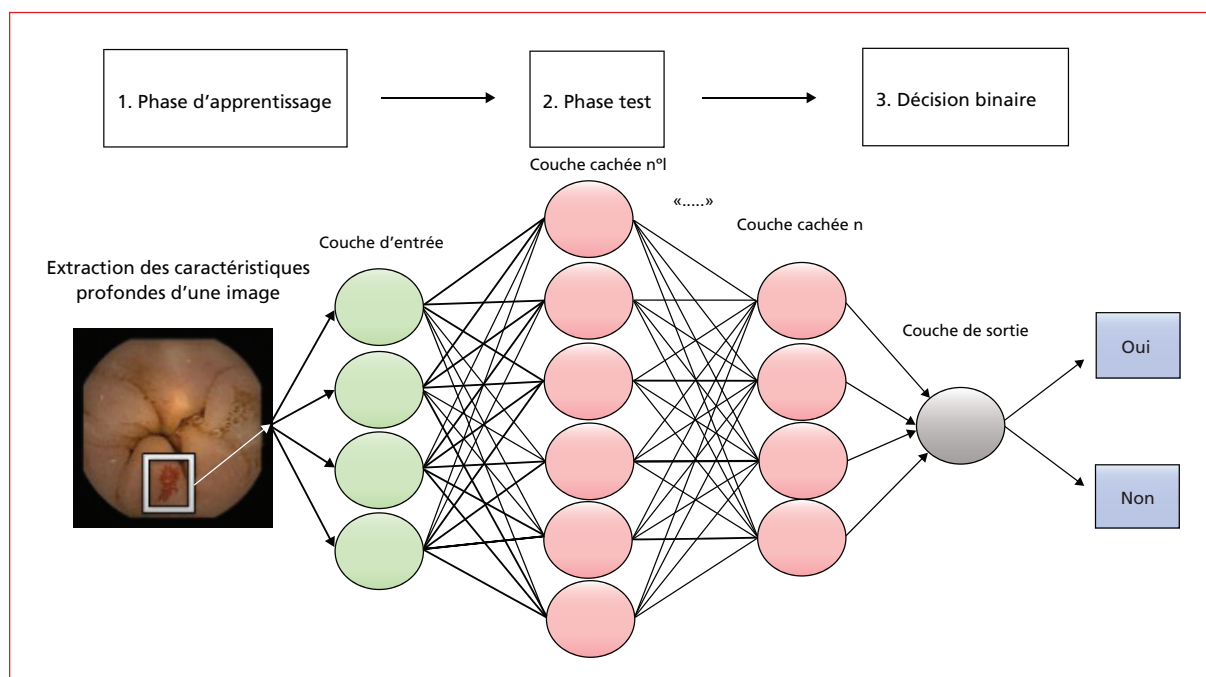 1. Phase d'apprentissage
2. Phase test
3. Décision binaire
Couche cachée n°l
«.....»
Couche cachée n
Couche d'entrée
Extraction des caractéristiques
profondes d'une image
Couche de sortie
Oui
Non